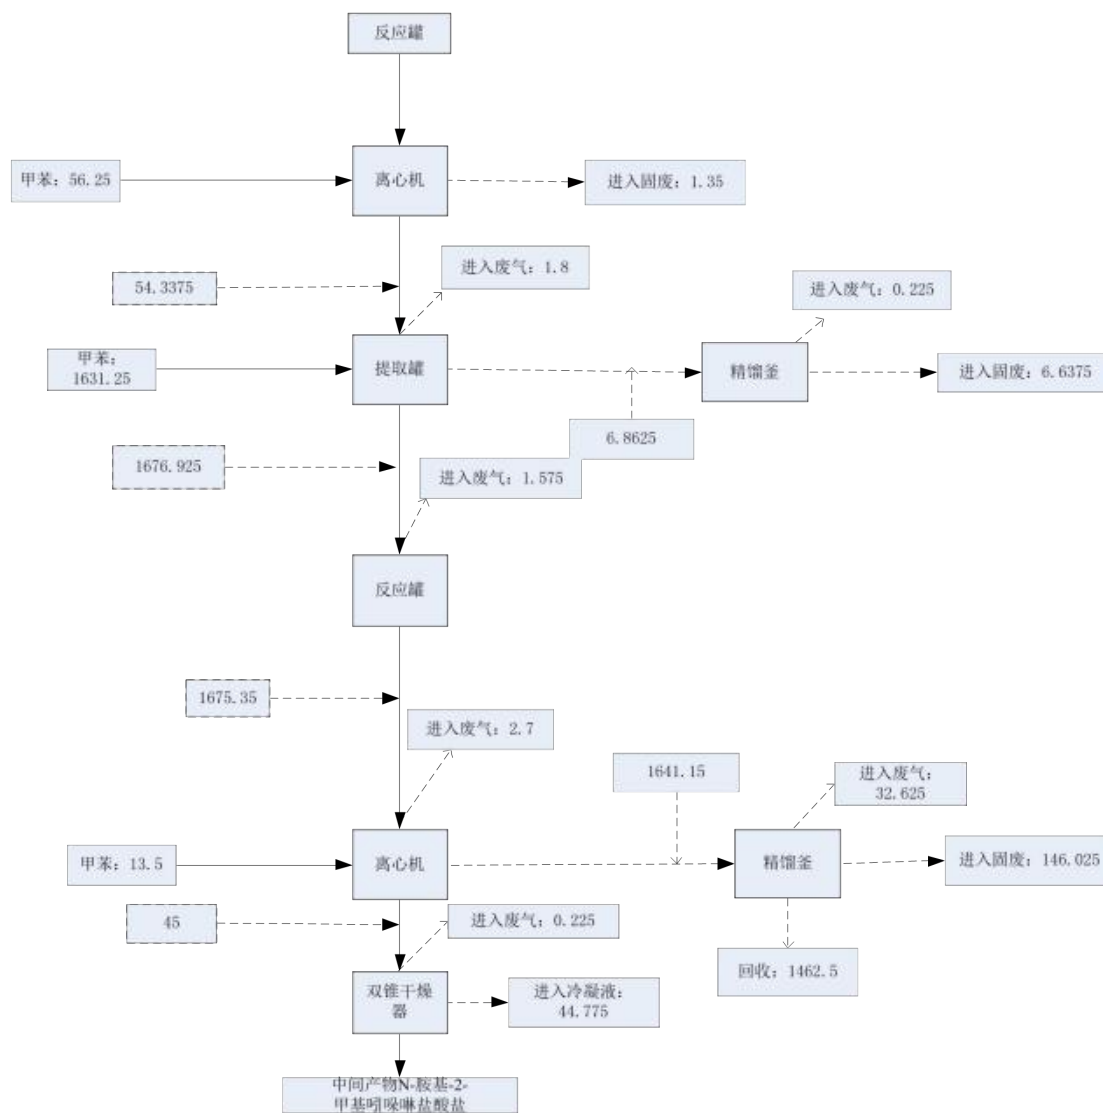 反应罐
甲苯：56.25
离心机
进入固废：1.35
进入废气：1.8
54.3375
进入废气：0.225
甲苯：
1631.25
提取罐
精馏釜
进入固废：6.6375
6.8625
1676.925
进入废气：1.575
反应罐
1675.35
进入废气：2.7
1641.15
进入废气：
32.625
甲苯：13.5
离心机
精馏釜
进入固废：146.025
45
进入废气：0.225
回收：1462.5
双锥干燥
器
进入冷凝液：
44.775
中间产物N-胺基-2-
甲基吲哚啉盐酸盐